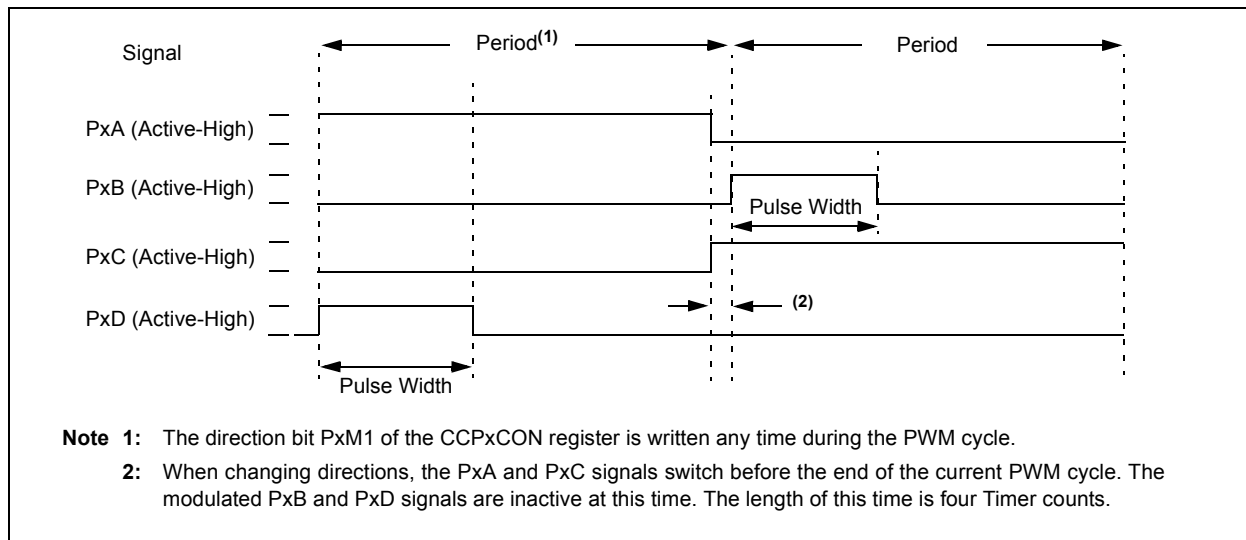 Signal
Period(1)
Period
PxA (Active-High)
PxB (Active-High)
Pulse Width
PxC (Active-High)
(2)
PxD (Active-High)
Pulse Width
Note 1: The direction bit PxM1 of the CCPxCON register is written any time during the PWM cycle.
2: When changing directions, the PxA and PxC signals switch before the end of the current PWM cycle. The
modulated PxB and PxD signals are inactive at this time. The length of this time is four Timer counts.